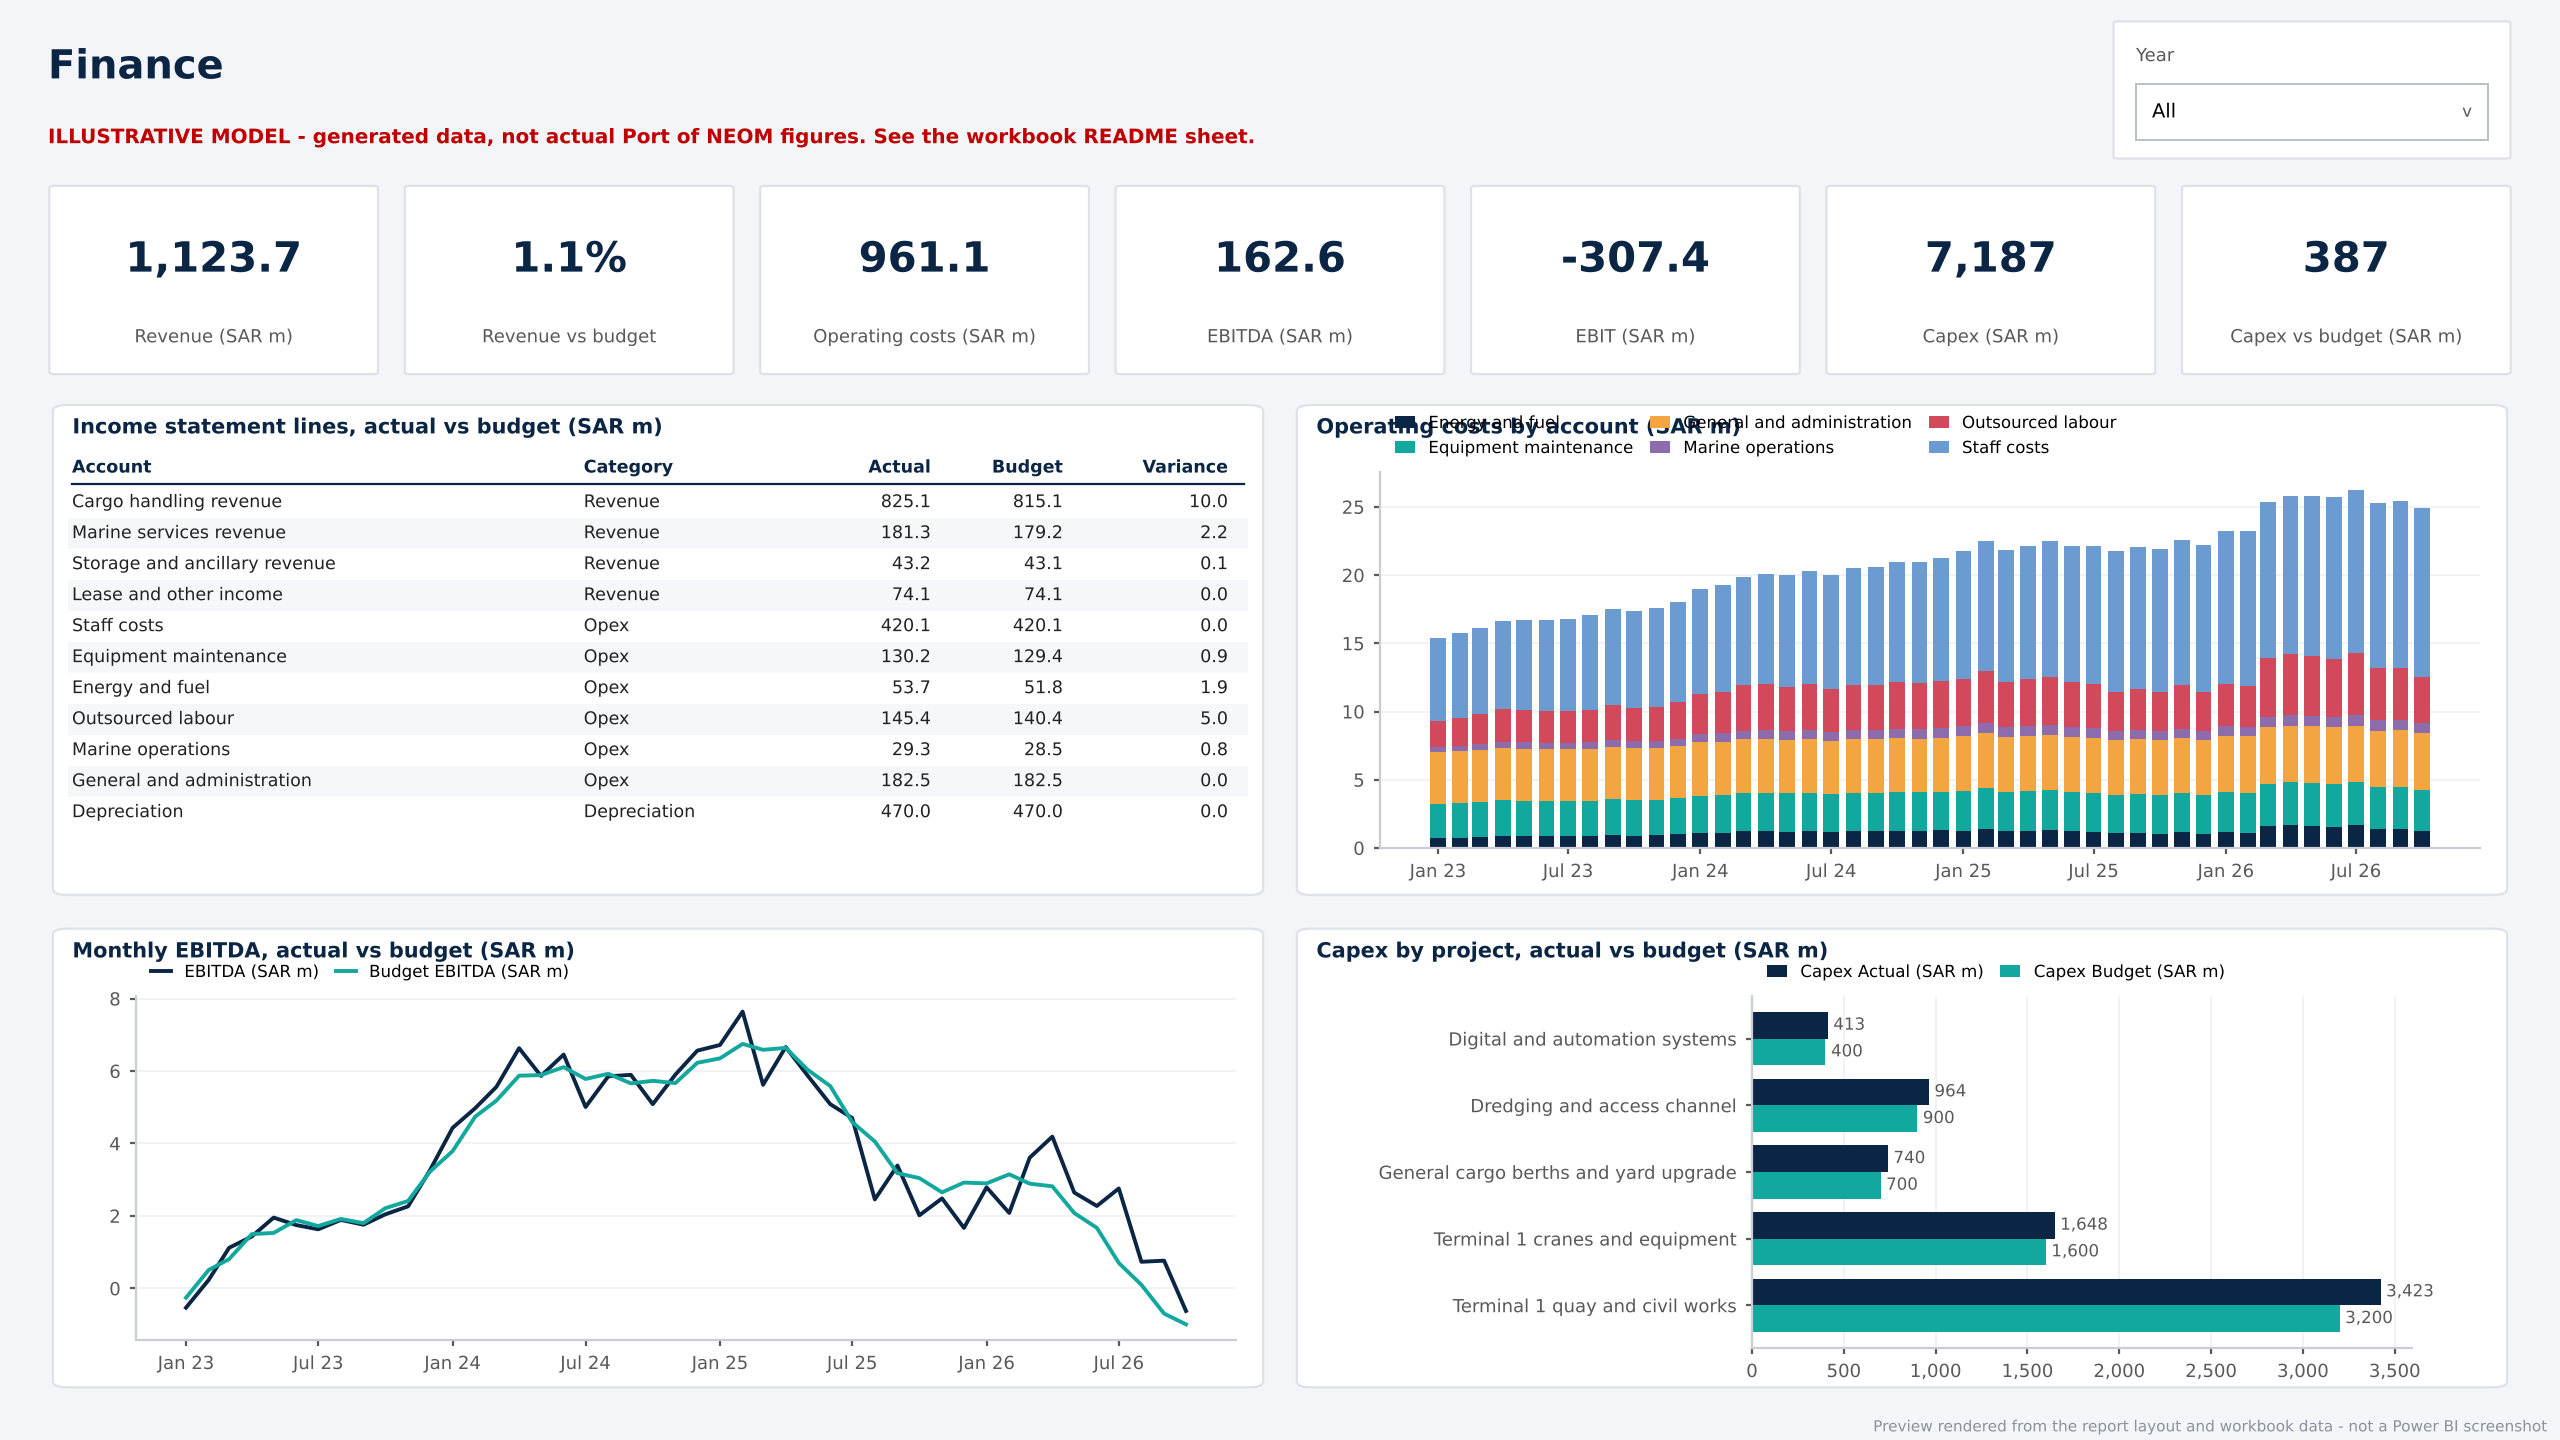 Finance
Year
All v
ILLUSTRATIVE MODEL - generated data, not actual Port of NEOM figures. See the workbook README sheet.
1,123.7
Revenue (SAR m)
1.1%
Revenue vs budget
961.1
Operating costs (SAR m)
162.6
EBITDA (SAR m)
-307.4
EBIT (SAR m)
7,187
Capex (SAR m)
387
Capex vs budget (SAR m)
Income statement lines, actual vs budget (SAR m)
Account Category Actual Budget Variance
Cargo handling revenue Revenue 825.1 815.1 10.0
Marine services revenue Revenue 181.3 179.2 2.2
Storage and ancillary revenue Revenue 43.2 43.1 0.1
Lease and other income Revenue 74.1 74.1 0.0
Staff costs Opex 420.1 420.1 0.0
Equipment maintenance Opex 130.2 129.4 0.9
Energy and fuel Opex 53.7 51.8 1.9
Outsourced labour Opex 145.4 140.4 5.0
Marine operations Opex 29.3 28.5 0.8
General and administration Opex 182.5 182.5 0.0
Depreciation Depreciation 470.0 470.0 0.0
Operating costs by account (SAR m)
Energy and fuel General and administration Outsourced labour
Equipment maintenance Marine operations Staff costs
25
20
15
10
5
0
Jan 23 Jul 23 Jan 24 Jul 24 Jan 25 Jul 25 Jan 26 Jul 26
Monthly EBITDA, actual vs budget (SAR m)
EBITDA (SAR m) Budget EBITDA (SAR m)
8
6
4
2
0
Jan 23 Jul 23 Jan 24 Jul 24 Jan 25 Jul 25 Jan 26 Jul 26
Capex by project, actual vs budget (SAR m)
Capex Actual (SAR m) Capex Budget (SAR m)
Digital and automation systems 413
400
Dredging and access channel 964
900
General cargo berths and yard upgrade 740
700
Terminal 1 cranes and equipment 1,648
1,600
Terminal 1 quay and civil works 3,423
3,200
0 500 1,000 1,500 2,000 2,500 3,000 3,500
Preview rendered from the report layout and workbook data - not a Power BI screenshot